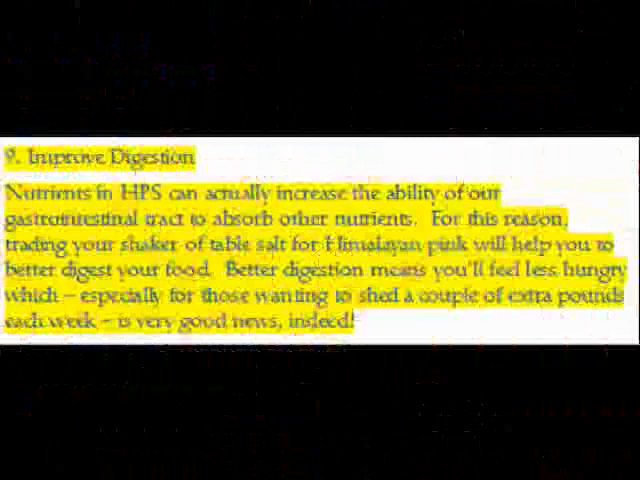 9. Improve Digestion
Nutrients in HPS can actually increase the ability of our
gastrointestinal tract to absorb other nutrients. For this reason,
trading your shaker of table salt for Himalayan pink will help you to
better digest your food. Better digestion means you'll feel less hungry
which – especially for those wanting to shed a couple of extra pounds
each week – is very good news, indeed!